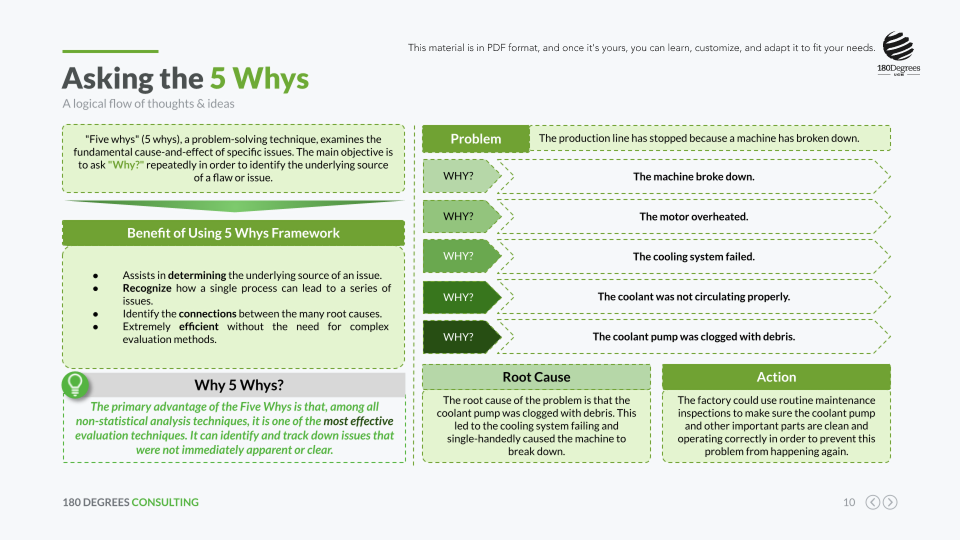 This material is in PDF format, and once it's yours, you can learn, customize, and adapt it to fit your needs.
180Degrees
Asking the 5 Whys
A logical flow of thoughts & ideas
"Five whys" (5 whys), a problem-solving technique, examines the
fundamental cause-and-effect of specific issues. The main objective is
to ask "Why?" repeatedly in order to identify the underlying source
of a flaw or issue.
Benefit of Using 5 Whys Framework
● Assists in determining the underlying source of an issue.
● Recognize how a single process can lead to a series of
issues.
● Identify the connections between the many root causes.
● Extremely efficient without the need for complex
evaluation methods.
Why 5 Whys?
The primary advantage of the Five Whys is that, among all
non-statistical analysis techniques, it is one of the most effective
evaluation techniques. It can identify and track down issues that
were not immediately apparent or clear.
Problem
The production line has stopped because a machine has broken down.
WHY?
The machine broke down.
WHY?
The motor overheated.
WHY?
The cooling system failed.
WHY?
The coolant was not circulating properly.
WHY?
The coolant pump was clogged with debris.
Root Cause
The root cause of the problem is that the
coolant pump was clogged with debris. This
led to the cooling system failing and
single-handedly caused the machine to
break down.
Action
The factory could use routine maintenance
inspections to make sure the coolant pump
and other important parts are clean and
operating correctly in order to prevent this
problem from happening again.
180 DEGREES CONSULTING
10